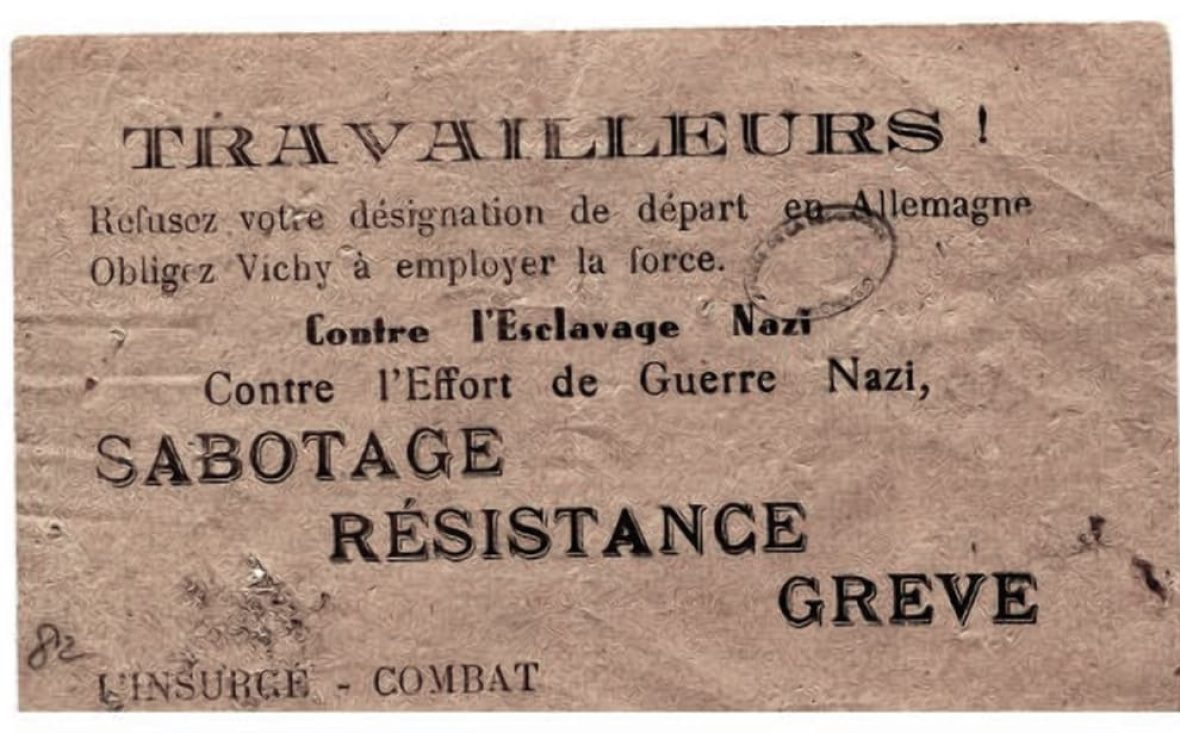 TRAVAILLEURS !
Refusez votre désignation de départ en Allemagne
Obligez Vichy à employer la force.
Contre l'Esclavage Nazi
Contre l'Effort de Guerre Nazi,
SABOTAGE
RÉSISTANCE
GREVE
82
L'INSURGÉ - COMBAT